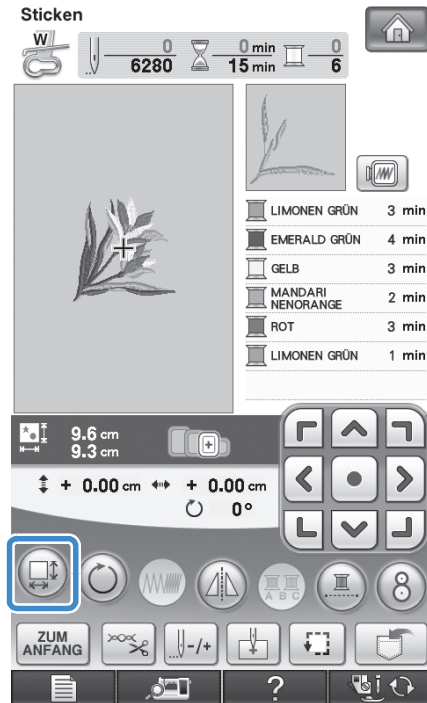 Sticken
W
0
6280
0 min
15 min
0
6
LIMONEN GRÜN 3 min
EMERALD GRÜN 4 min
GELB 3 min
MANDARI
NENORANGE 2 min
ROT 3 min
LIMONEN GRÜN 1 min
9.6 cm
9.3 cm
+ 0.00 cm + 0.00 cm
0°
A B C
8
ZUM
ANFANG
-/+
?